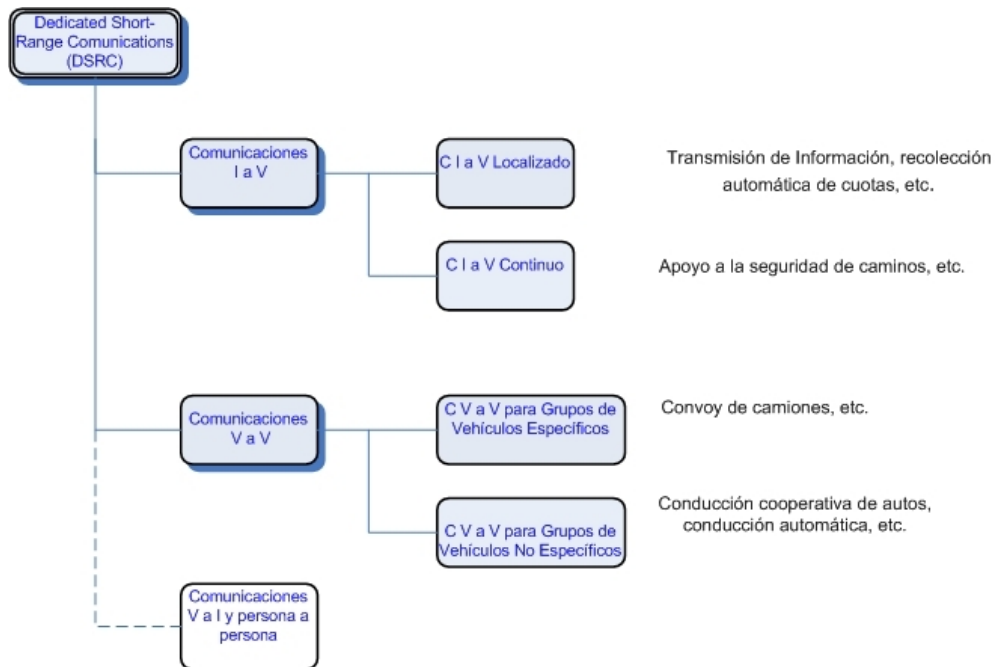 Dedicated Short-
Range Comunications
(DSRC)
Comunicaciones
I a V
C I a V Localizado
Transmisión de Información, recolección
automática de cuotas, etc.
C I a V Continuo
Apoyo a la seguridad de caminos, etc.
Comunicaciones
V a V
C V a V para Grupos de
Vehículos Específicos
Convoy de camiones, etc.
C V a V para Grupos de
Vehículos No Específicos
Conducción cooperativa de autos,
conducción automática, etc.
Comunicaciones
V a I y persona a
persona